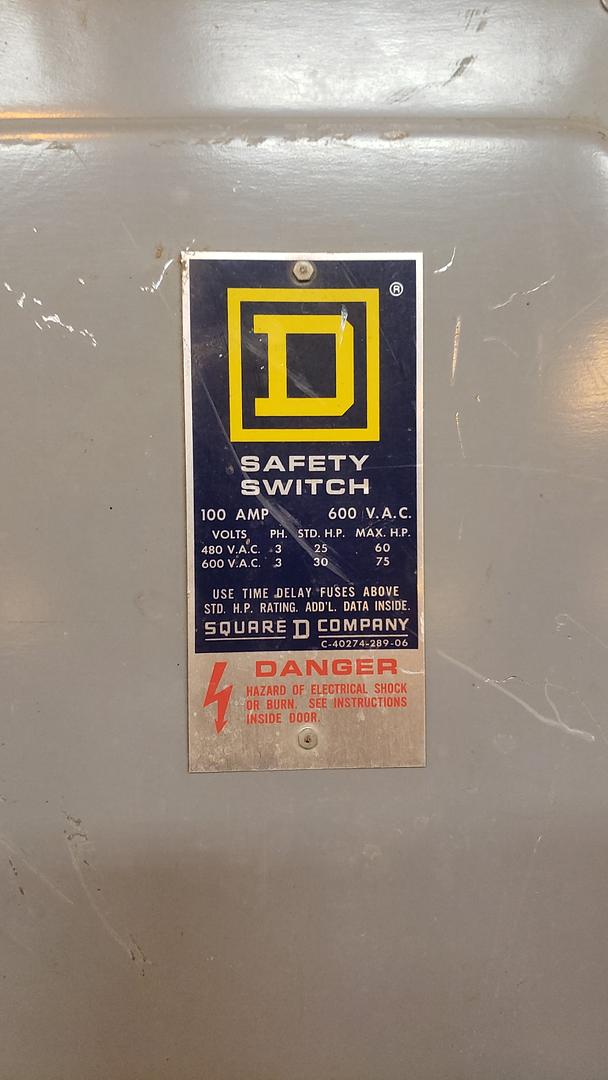 D ®
SAFETY
SWITCH
100 AMP 600 V.A.C.
VOLTS PH. STD. H.P. MAX. H.P.
480 V.A.C. 3 25 60
600 V.A.C. 3 30 75
USE TIME DELAY FUSES ABOVE
STD. H.P. RATING. ADD'L. DATA INSIDE.
SQUARE D COMPANY
C-40274-289-06
DANGER
HAZARD OF ELECTRICAL SHOCK
OR BURN. SEE INSTRUCTIONS
INSIDE DOOR.